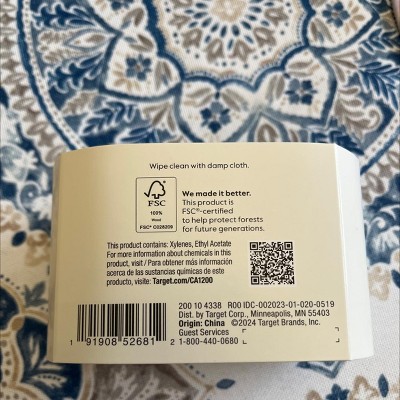 Wipe clean with damp cloth.
FSC
100%
Wood
FSC® C028209
We made it better.
This product is
FSC®-certified
to help protect forests
for future generations.
This product contains: Xylenes, Ethyl Acetate
For more information about chemicals in this
product, visit / Para obtener más información
acerca de las sustancias químicas de este
producto, visite: Target.com/CA1200
200 10 4338 R00 IDC-002023-01-020-0519
Dist. by Target Corp., Minneapolis, MN 55403
Origin: China ©2024 Target Brands, Inc.
Guest Services
1-800-440-0680
1 91908 52681 2